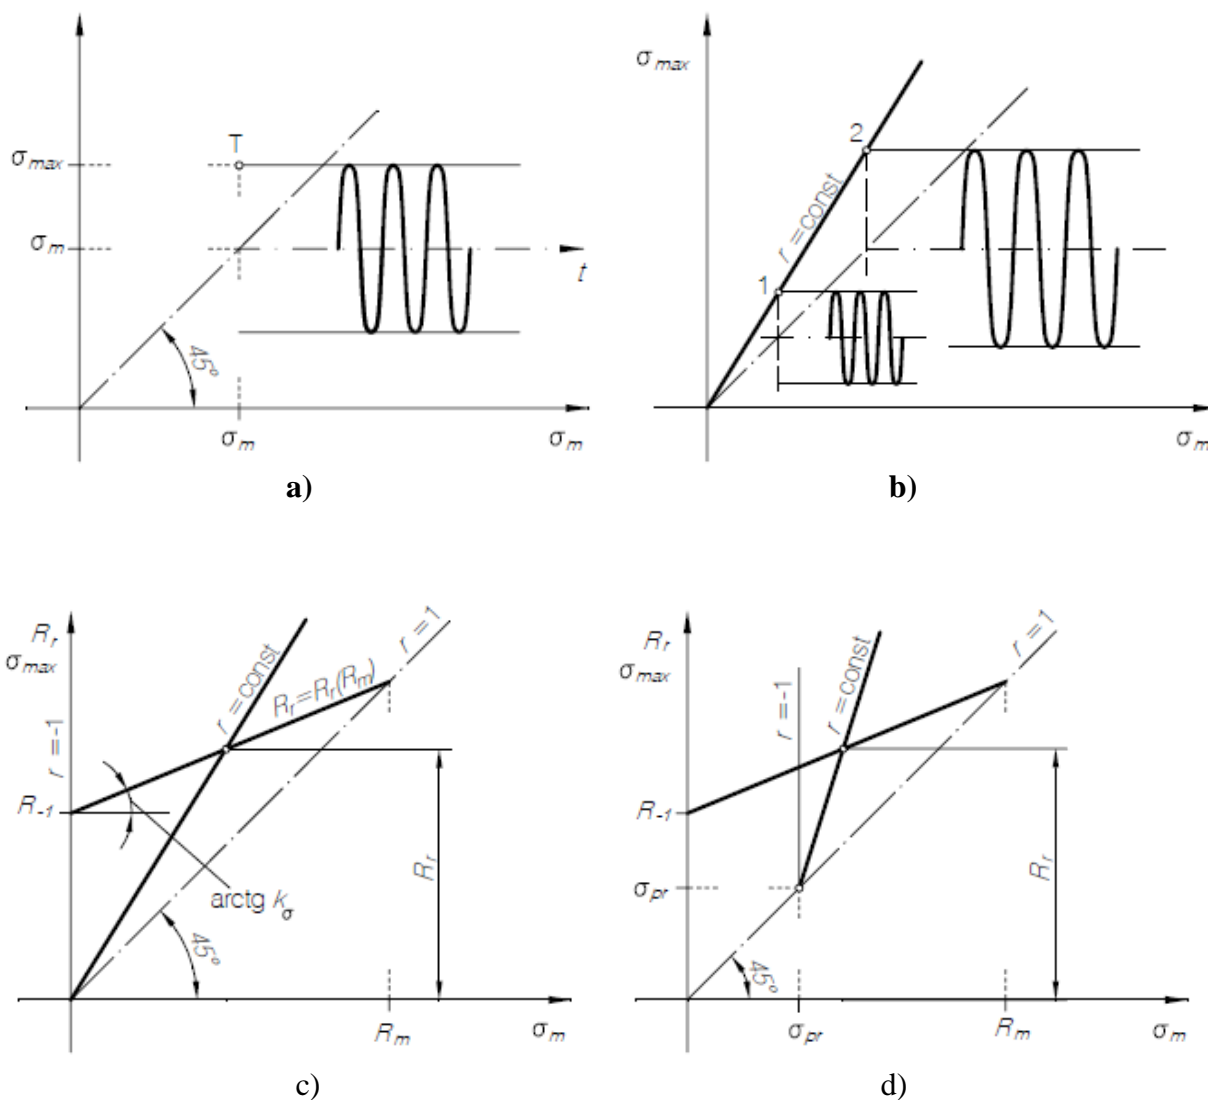 σmax
T
σm
t
45°
σm
σm
a)
σmax
2
r=const
1
σm
b)
Rr
σmax
r=-1
r=const
Rr=Rr(Rm)
r=1
R-1
arctg kσ
Rr
45°
Rm
σm
c)
Rr
σmax
r=-1
r=const
r=1
R-1
σpr
Rr
45°
σpr
Rm
σm
d)